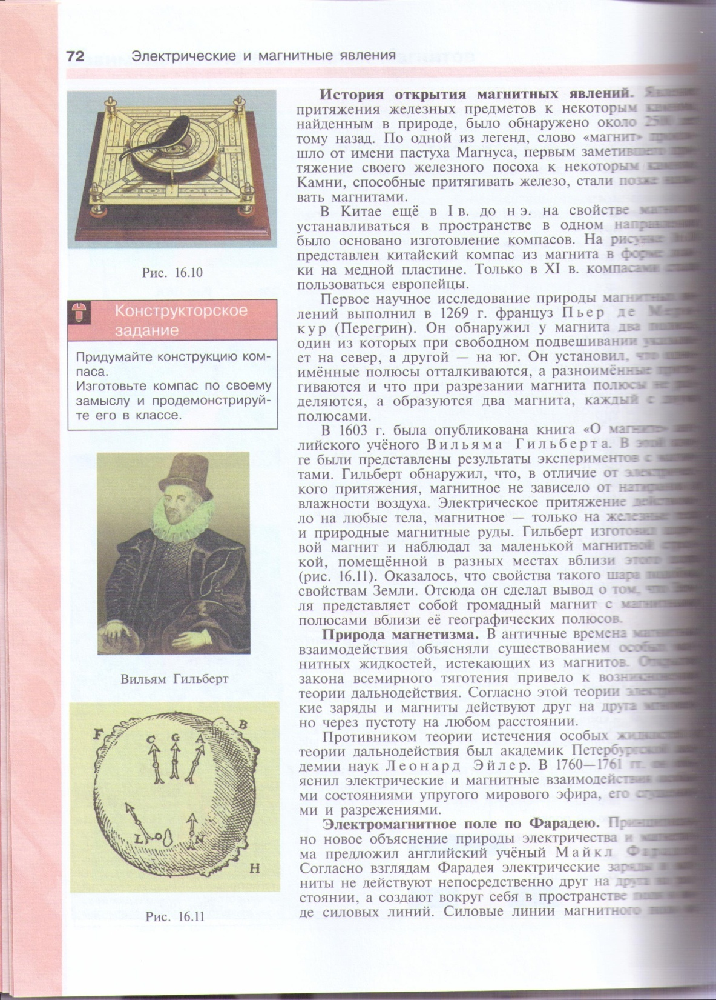 72 Электрические и магнитные явления
Рис. 16.10
Конструкторское
задание
Придумайте конструкцию ком-
паса.
Изготовьте компас по своему
замыслу и продемонстрируй-
те его в классе.
Вильям Гильберт
F
B
C G A
L N
H
Рис. 16.11
История открытия магнитных явлений.
притяжения железных предметов к некоторым
найденным в природе, было обнаружено около
тому назад. По одной из легенд, слово «магнит»
шло от имени пастуха Магнуса, первым заметившего
тяжение своего железного посоха к некоторым
Камни, способные притягивать железо, стали позже
вать магнитами.
В Китае ещё в I в. до н э. на свойстве
устанавливаться в пространстве в одном
было основано изготовление компасов. На рисунке
представлен китайский компас из магнита в форме
ки на медной пластине. Только в XI в. компасами
пользоваться европейцы.
Первое научное исследование природы магнитных
лений выполнил в 1269 г. француз Пьер де
кур (Перегрин). Он обнаружил у магнита два
один из которых при свободном подвешивании
ет на север, а другой — на юг. Он установил, что
имённые полюсы отталкиваются, а разноимённые
гиваются и что при разрезании магнита полюсы не
деляются, а образуются два магнита, каждый с
полюсами.
В 1603 г. была опубликована книга «О магните»
лийского учёного Вильяма Гильберта. В этой
ге были представлены результаты экспериментов с
тами. Гильберт обнаружил, что, в отличие от
кого притяжения, магнитное не зависело от
влажности воздуха. Электрическое притяжение
ло на любые тела, магнитное — только на железные
и природные магнитные руды. Гильберт изготовил
вой магнит и наблюдал за маленькой магнитной
кой, помещённой в разных местах вблизи этого
(рис. 16.11). Оказалось, что свойства такого шара
свойствам Земли. Отсюда он сделал вывод о том, что
ля представляет собой громадный магнит с
полюсами вблизи её географических полюсов.
Природа магнетизма. В античные времена
взаимодействия объясняли существованием особых
нитных жидкостей, истекающих из магнитов.
закона всемирного тяготения привело к
теории дальнодействия. Согласно этой теории
кие заряды и магниты действуют друг на друга
но через пустоту на любом расстоянии.
Противником теории истечения особых
теории дальнодействия был академик Петербургской
демии наук Леонард Эйлер. В 1760—1761 гг. он
яснил электрические и магнитные взаимодействия
ми состояниями упругого мирового эфира, его
ми и разрежениями.
Электромагнитное поле по Фарадею.
но новое объяснение природы электричества и
ма предложил английский учёный Майкл
Согласно взглядам Фарадея электрические заряды и
ниты не действуют непосредственно друг на друга на
стоянии, а создают вокруг себя в пространстве
де силовых линий. Силовые линии магнитного